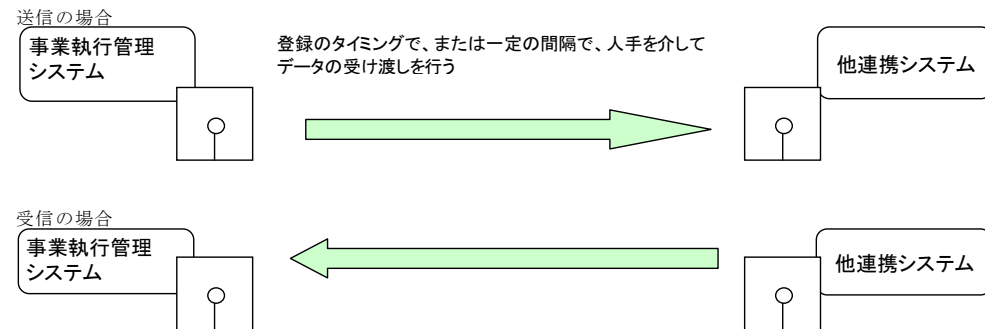 送信の場合
事業執行管理
システム
登録のタイミングで、または一定の間隔で、人手を介して
データの受け渡しを行う
他連携システム
受信の場合
事業執行管理
システム
他連携システム